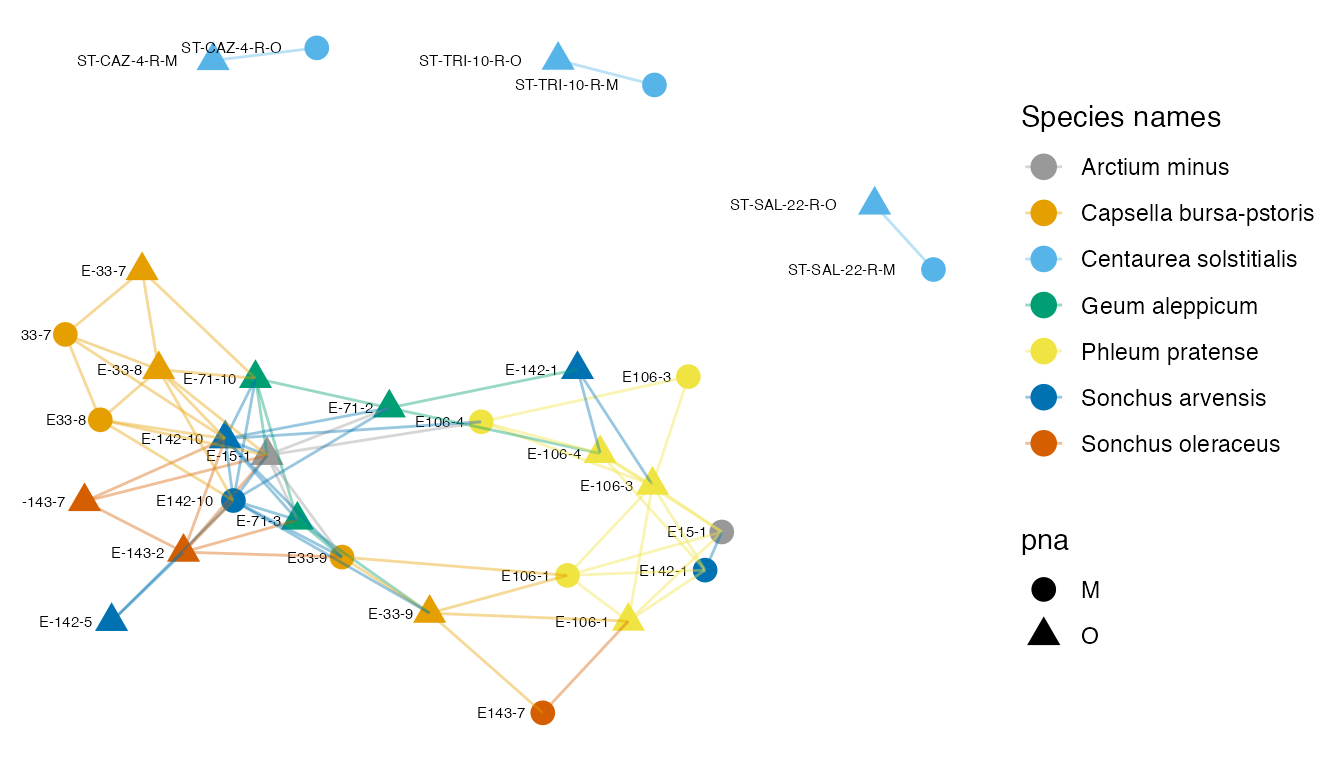 ST-CAZ-4-R-O
ST-CAZ-4-R-M
ST-TRI-10-R-O
ST-TRI-10-R-M
ST-SAL-22-R-O
ST-SAL-22-R-M
E-33-7
33-7
E-33-8
E-71-10
E-142-1
E106-3
E-71-2
E33-8
E106-4
E-142-10
E-15-1
E-106-4
E-106-3
-143-7
E142-10
E-71-3
E15-1
E-143-2
E33-9
E142-1
E106-1
E-33-9
E-142-5
E-106-1
E143-7
Species names
Arctium minus
Capsella bursa-pstoris
Centaurea solstitialis
Geum aleppicum
Phleum pratense
Sonchus arvensis
Sonchus oleraceus
pna
M
O